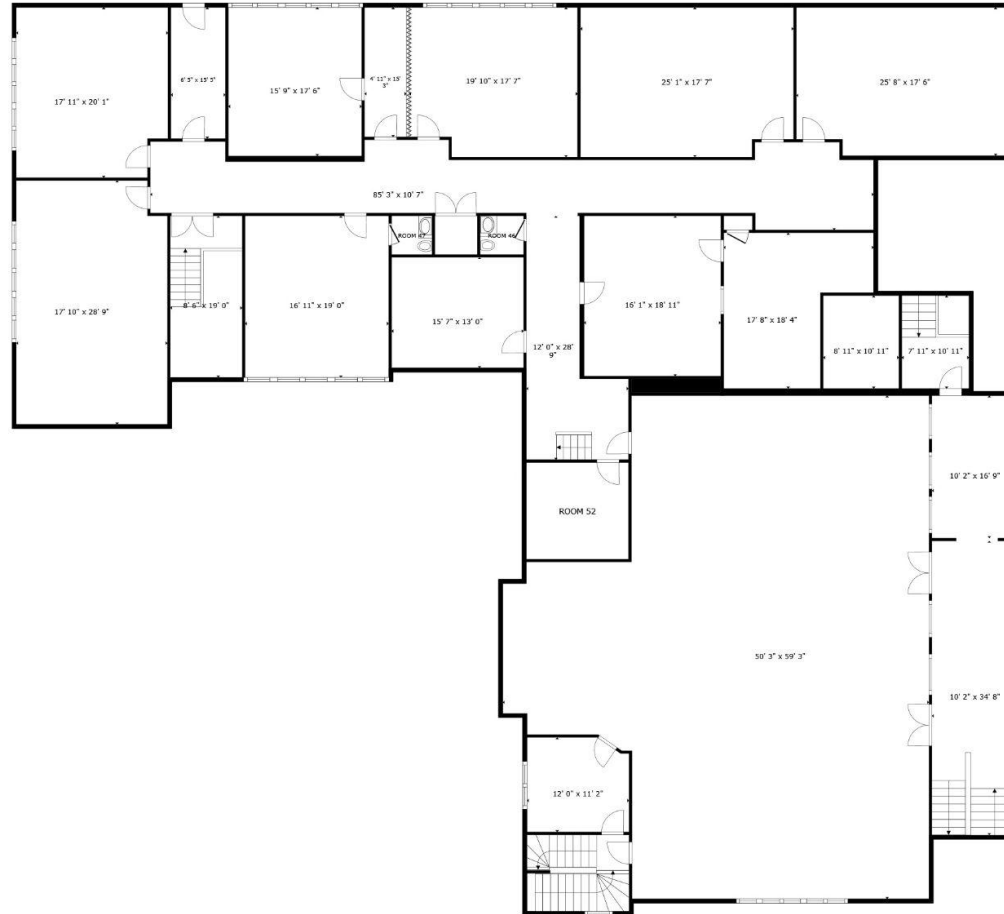 17' 11" x 20' 1"
6' 5" x 15' 5"
15' 9" x 17' 6"
4' 11" x 15'
3"
19' 10" x 17' 7"
25' 1" x 17' 7"
25' 8" x 17' 6"
85' 3" x 10' 7"
ROOM 47
ROOM 46
17' 10" x 28' 9"
8' 6" x 19' 0"
16' 11" x 19' 0"
15' 7" x 13' 0"
16' 1" x 18' 11"
17' 8" x 18' 4"
12' 0" x 28'
9"
8' 11" x 10' 11"
7' 11" x 10' 11"
10' 2" x 16' 9"
ROOM 52
50' 3" x 59' 3"
10' 2" x 34' 8"
12' 0" x 11' 2"